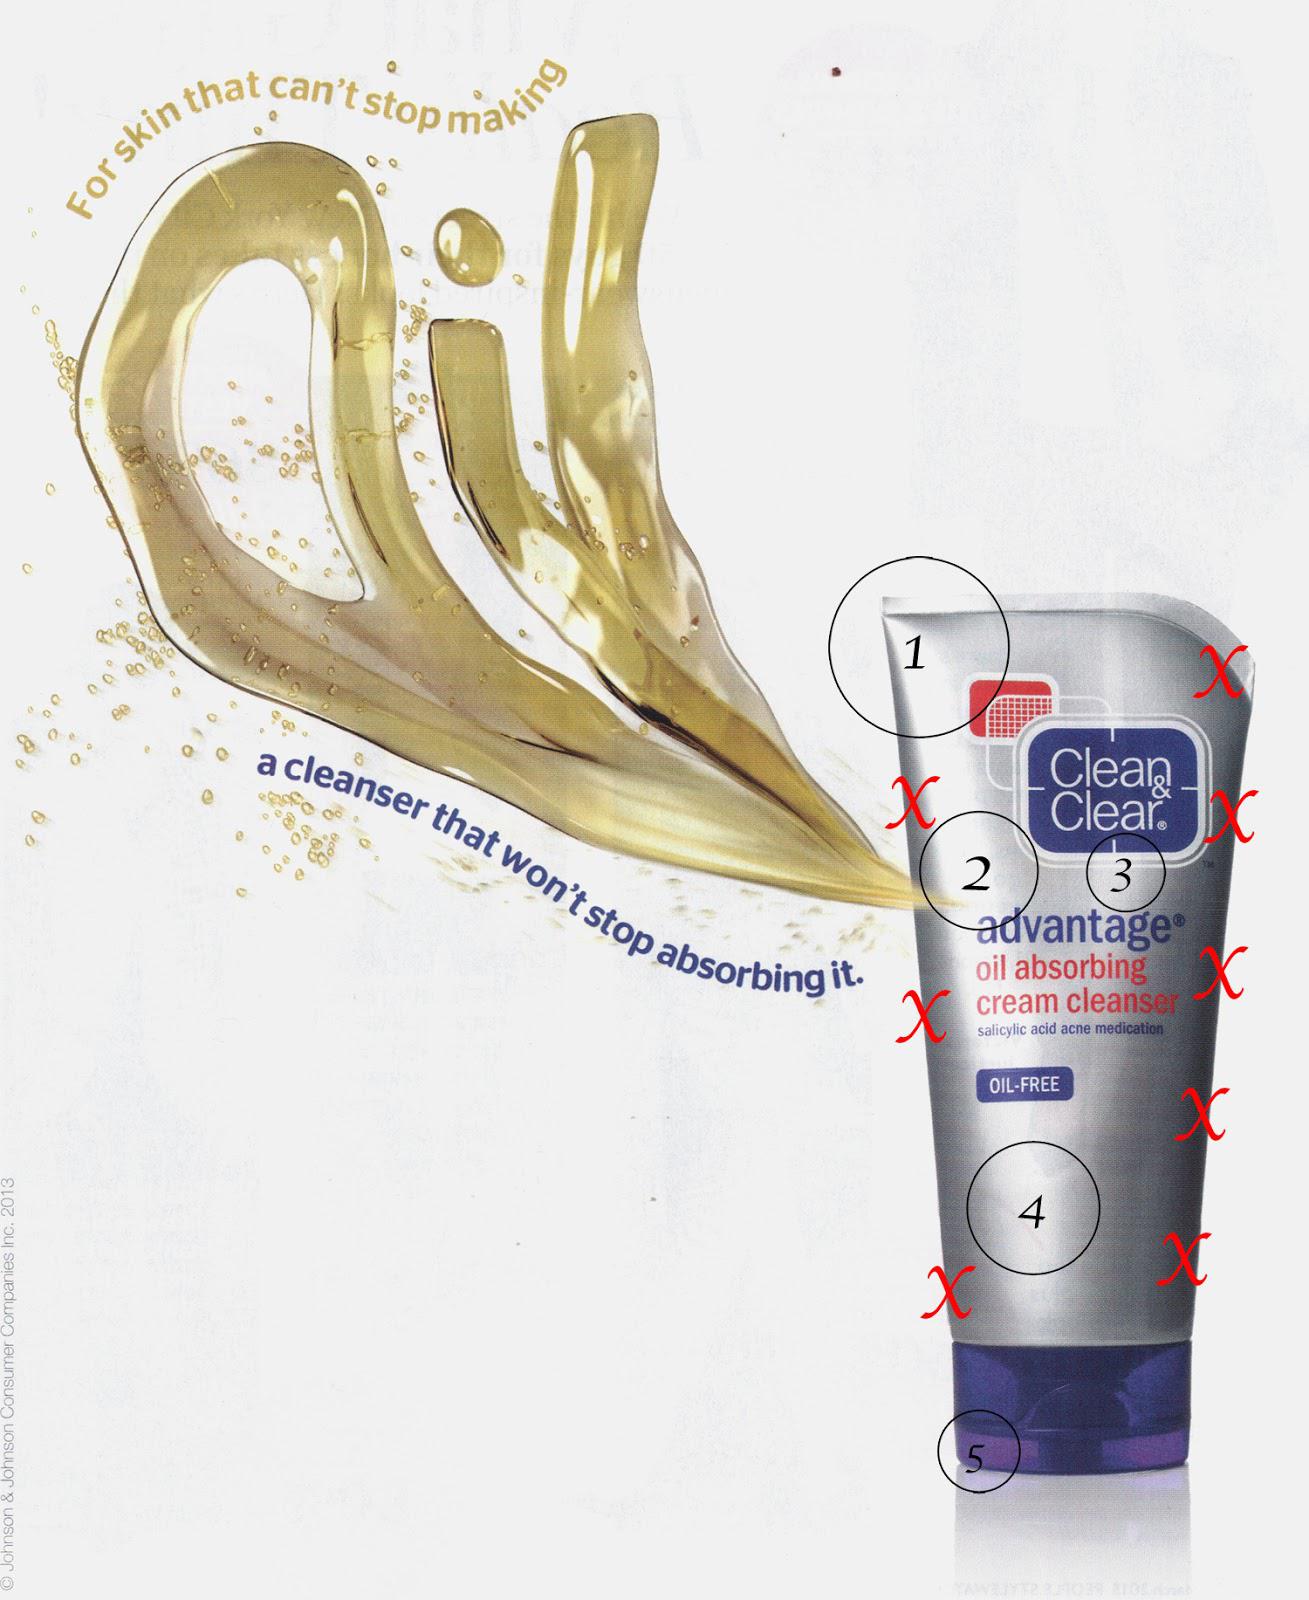 For skin that can't stop making
oil
a cleanser that won't stop absorbing it.
1
Clean
&
Clear®
™
2
3
advantage®
oil absorbing
cream cleanser
salicylic acid acne medication
OIL-FREE
4
5
X
X
X
X
X
X
X
X
© Johnson & Johnson Consumer Companies Inc. 2013